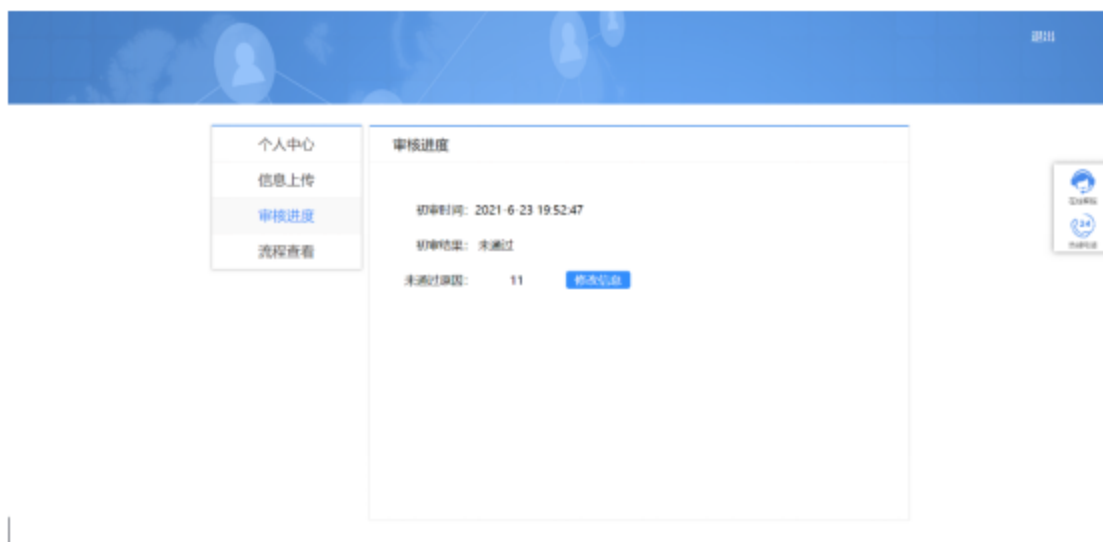 退出
个人中心
信息上传
审核进度
流程查看
审核进度
初审时间: 2021-6-23 19:52:47
初审结果: 未通过
未通过原因: 11 修改信息
24